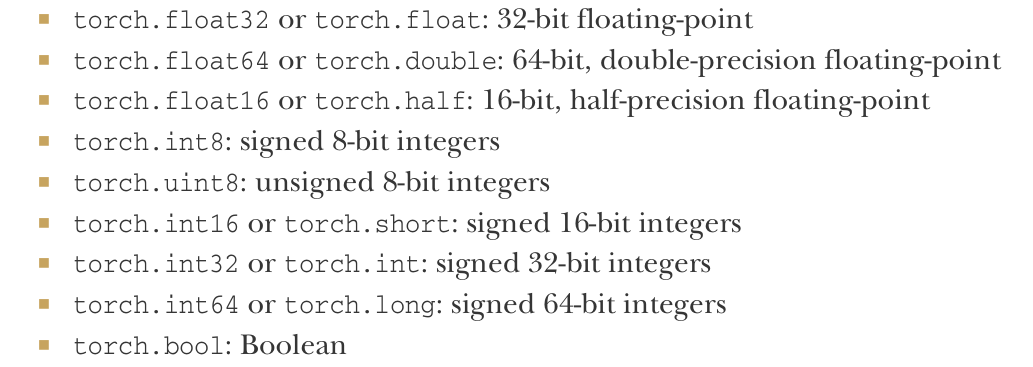 ■ torch.float32 or torch.float: 32-bit floating-point
■ torch.float64 or torch.double: 64-bit, double-precision floating-point
■ torch.float16 or torch.half: 16-bit, half-precision floating-point
■ torch.int8: signed 8-bit integers
■ torch.uint8: unsigned 8-bit integers
■ torch.int16 or torch.short: signed 16-bit integers
■ torch.int32 or torch.int: signed 32-bit integers
■ torch.int64 or torch.long: signed 64-bit integers
■ torch.bool: Boolean